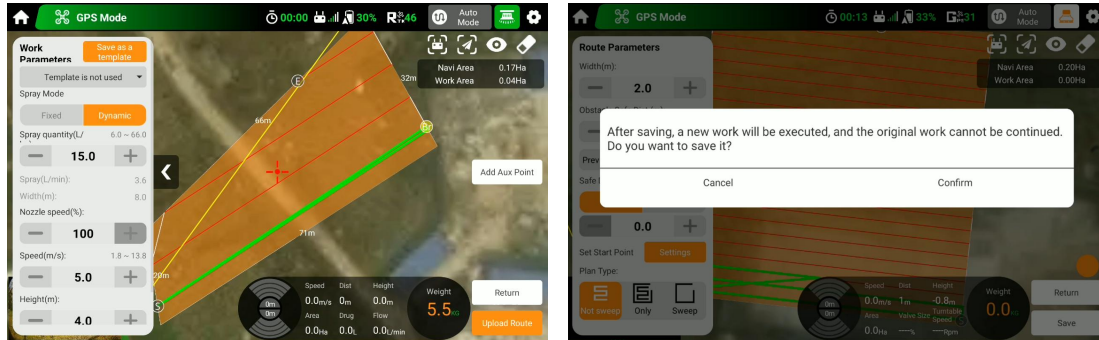 GPS Mode
00:00
30%
R 46
Auto
Mode
Work
Parameters
Save as a
template
Template is not used
Spray Mode
Fixed
Dynamic
Spray quantity(L/
6.0 ~ 66.0
15.0
Spray(L/min):
3.6
Width(m):
8.0
Nozzle speed(%):
100
Speed(m/s):
1.8 ~ 13.8
5.0
Height(m):
4.0
E
32m
66m
Br
71m
20m
S
Navi Area 0.17Ha
Work Area 0.04Ha
Add Aux Point
0m
0m
Speed Dist Height
0.0m/s 0m 0.0m
Area Drug Flow
0.0Ha 0.0L 0.0L/min
Weight
5.5KG
Return
Upload Route
GPS Mode
00:13
33%
G 31
Auto
Mode
Route Parameters
Width(m):
2.0
Navi Area 0.20Ha
Work Area 0.00Ha
After saving, a new work will be executed, and the original work cannot be continued.
Do you want to save it?
Cancel
Confirm
0.0
Set Start Point
Settings
Plan Type:
Not sweep
Only
Sweep
0m
Speed Dist Height
0.0m/s 1m -0.8m
Area Valve Size Turntable
Speed
0.0Ha —% —Rpm
Weight
0.0
Return
Save